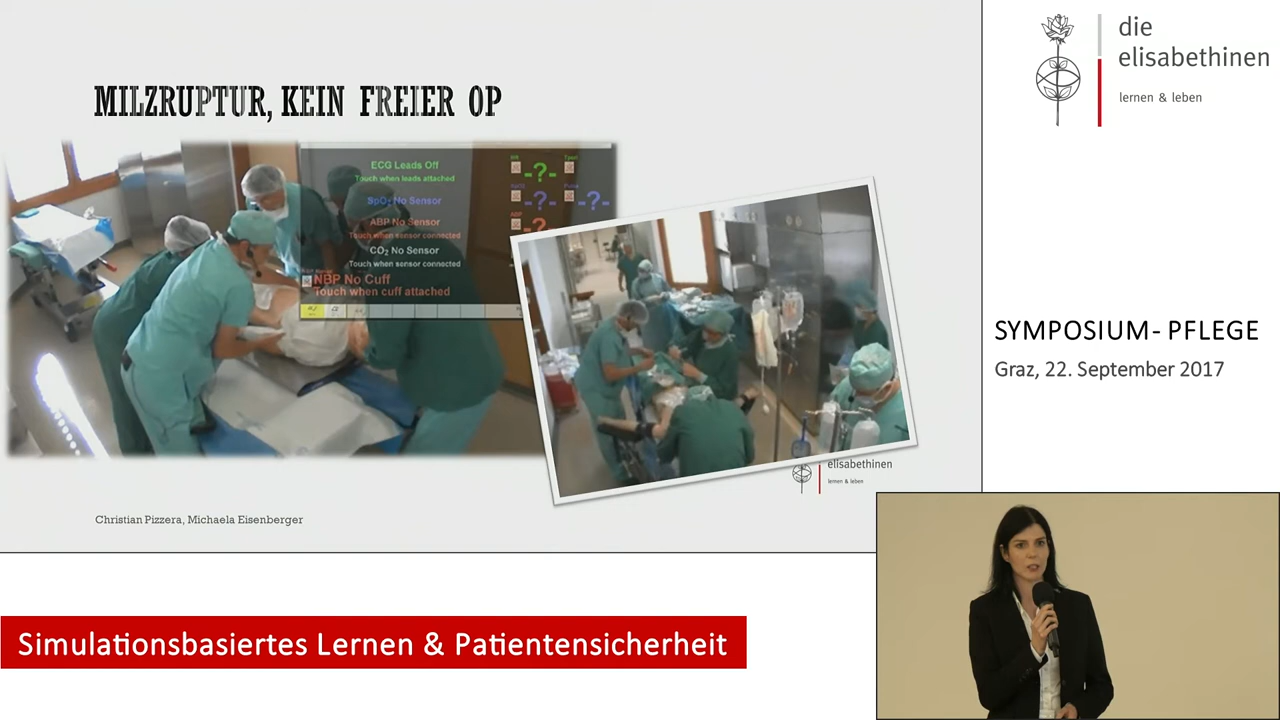 MILZRUPTUR, KEIN FREIER OP
ECG Leads Off
Touch when leads attached
SpO₂ No Sensor
ABP No Sensor
Touch when sensor connected
CO₂ No Sensor
Touch when sensor connected
NBP No Cuff
Touch when cuff attached
-?-
-?-
-?-
-?
elisabethinen
lernen & leben
Christian Pizzera, Michaela Eisenberger
die
elisabethinen
lernen & leben
SYMPOSIUM- PFLEGE
Graz, 22. September 2017
Simulationsbasiertes Lernen & Patientensicherheit